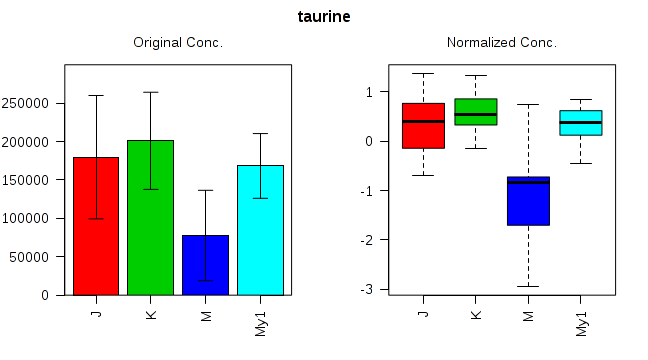 taurine
Original Conc.
250000
200000
150000
100000
50000
0
J
K
M
My1
Normalized Conc.
1
0
-1
-2
-3
J
K
M
My1